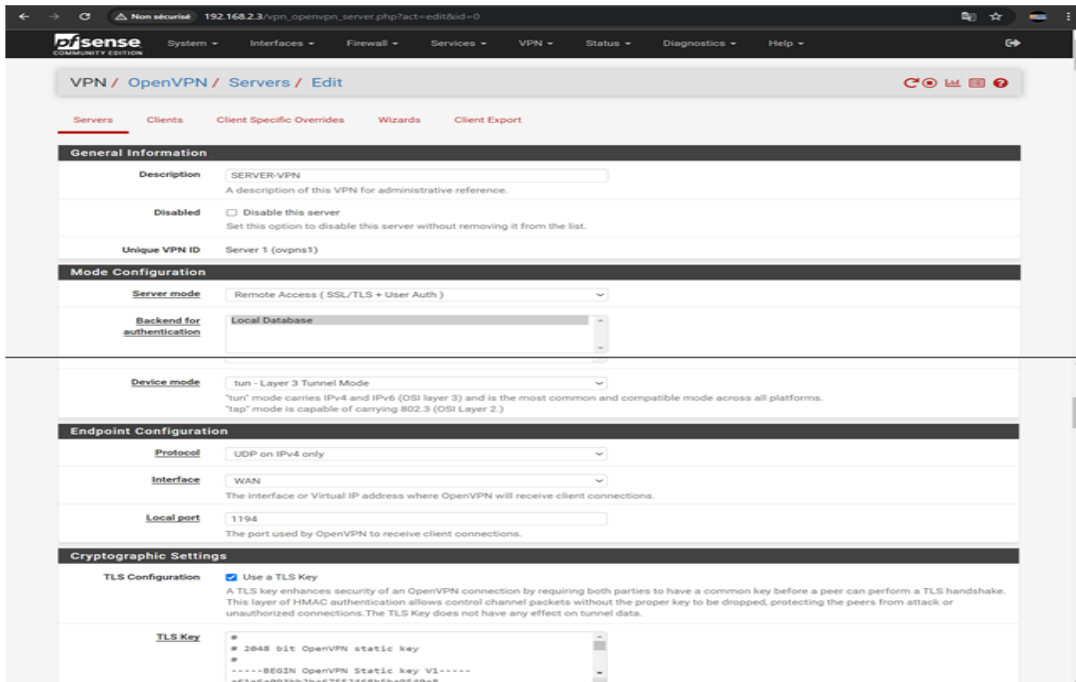 Non sécurisé 192.168.2.3/vpn_openvpn_server.php?act=edit&id=0
pfsense System Interfaces Firewall Services VPN Status Diagnostics Help
COMMUNITY EDITION
VPN / OpenVPN / Servers / Edit
Servers Clients Client Specific Overrides Wizards Client Export
General Information
Description SERVER-VPN
A description of this VPN for administrative reference.
Disabled Disable this server
Set this option to disable this server without removing it from the list.
Unique VPN ID Server 1 (ovpns1)
Mode Configuration
Server mode Remote Access ( SSL/TLS + User Auth )
Backend for Local Database
authentication
Device mode tun - Layer 3 Tunnel Mode
"tun" mode carries IPv4 and IPv6 (OSI layer 3) and is the most common and compatible mode across all platforms.
"tap" mode is capable of carrying 802.3 (OSI Layer 2.)
Endpoint Configuration
Protocol UDP on IPv4 only
Interface WAN
The interface or Virtual IP address where OpenVPN will receive client connections.
Local port 1194
The port used by OpenVPN to receive client connections.
Cryptographic Settings
TLS Configuration Use a TLS Key
A TLS key enhances security of an OpenVPN connection by requiring both parties to have a common key before a peer can perform a TLS handshake.
This layer of HMAC authentication allows control channel packets without the proper key to be dropped, protecting the peers from attack or
unauthorized connections.The TLS Key does not have any effect on tunnel data.
TLS Key #
# 2048 bit OpenVPN static key
#
-----BEGIN OpenVPN Static key V1-----